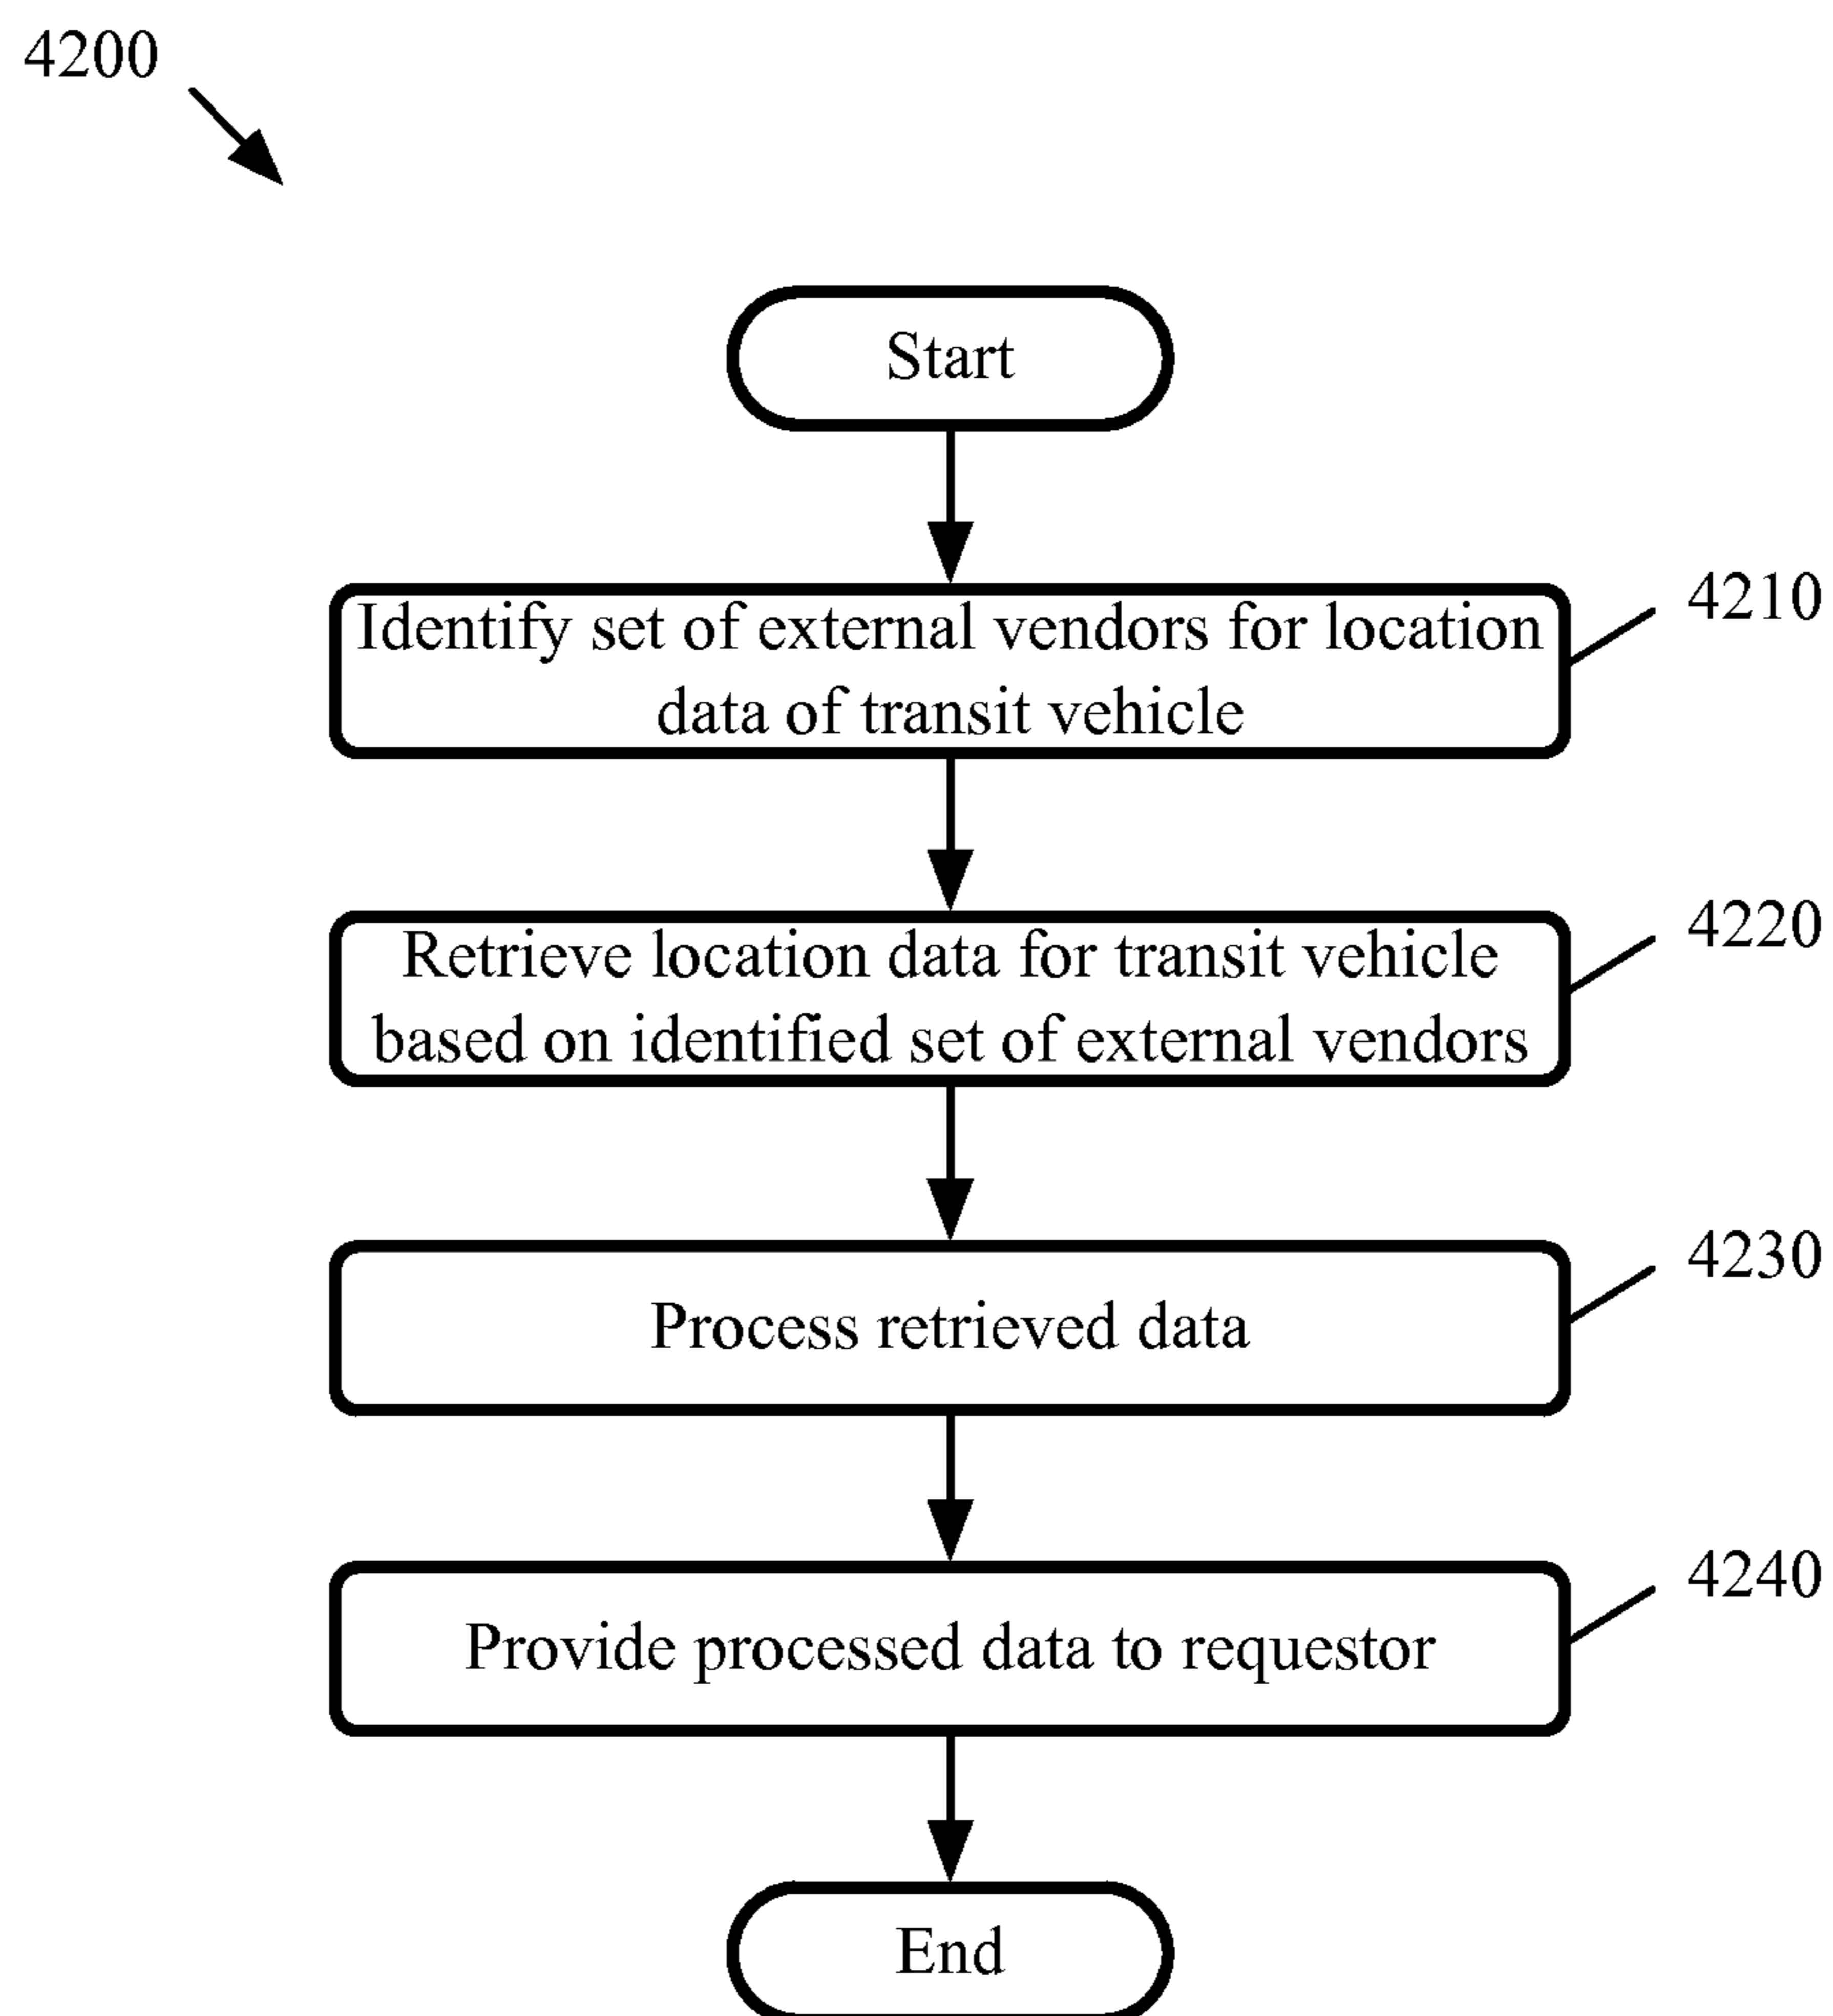 4200
Start
Identify set of external vendors for location
data of transit vehicle
4210
Retrieve location data for transit vehicle
based on identified set of external vendors
4220
Process retrieved data
4230
Provide processed data to requestor
4240
End